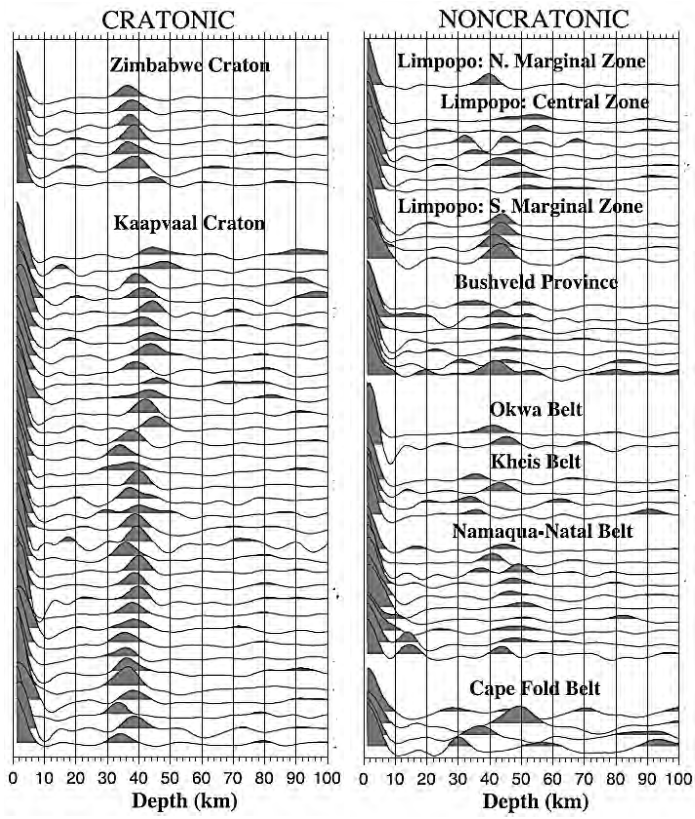 CRATONIC
Zimbabwe Craton
Kaapvaal Craton
0 10 20 30 40 50 60 70 80 90 100
Depth (km)
NONCRATONIC
Limpopo: N. Marginal Zone
Limpopo: Central Zone
Limpopo: S. Marginal Zone
Bushveld Province
Okwa Belt
Kheis Belt
Namaqua-Natal Belt
Cape Fold Belt
0 10 20 30 40 50 60 70 80 90 100
Depth (km)